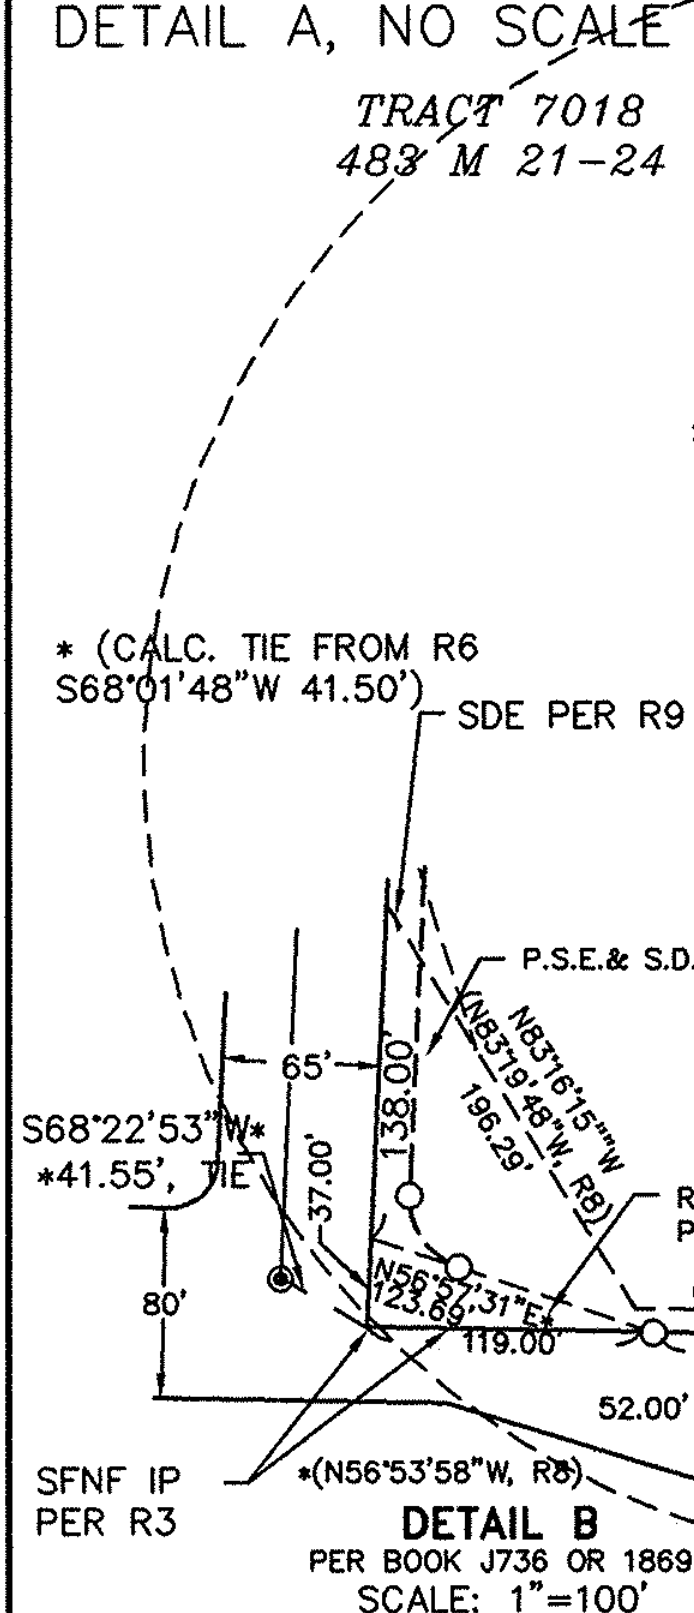 DETAIL A, NO SCALE
TRACT 7018
483 M 21-24
* (CALC. TIE FROM R6
S68°01'48"W 41.50')
SDE PER R9
P.S.E.& S.D.
N83°16'15""W
(N83°19'48"W, R8)
196.29'
65'
138.00'
S68°22'53"W*
*41.55', TIE
37.00'
80'
N56°57'31"E*
123.69
119.00'
52.00'
SFNF IP
PER R3
*(N56°53'58"W, R8)
DETAIL B
PER BOOK J736 OR 1869
SCALE: 1"=100'